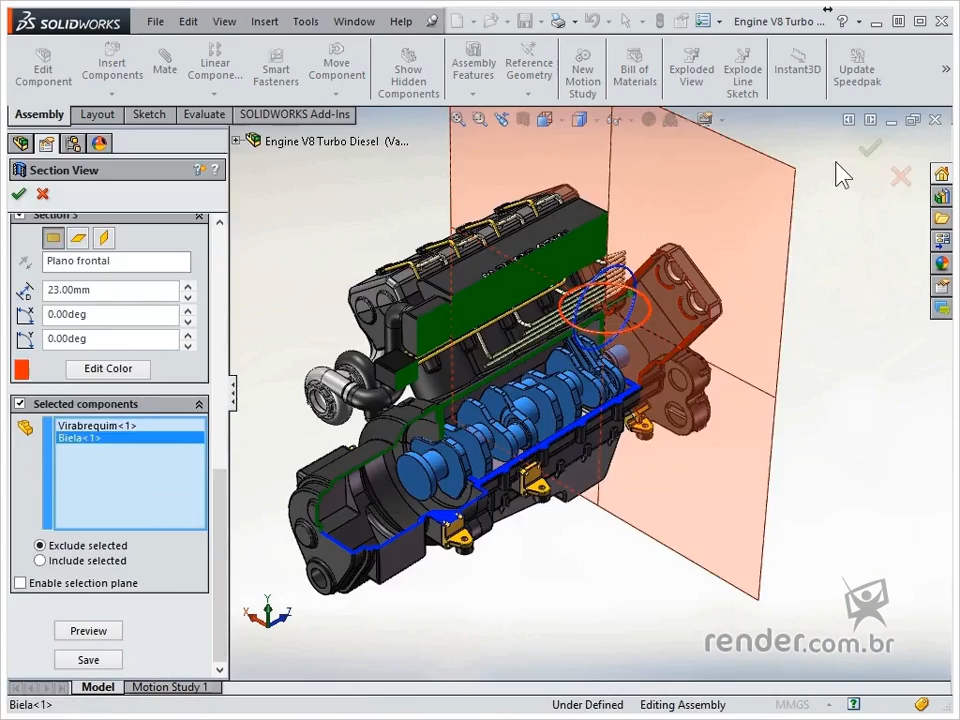 SOLIDWORKS File Edit View Insert Tools Window Help Engine V8 Turbo ... ?
Edit Component
Insert Components
Mate
Linear Compone...
Smart Fasteners
Move Component
Show Hidden Components
Assembly Features
Reference Geometry
New Motion Study
Bill of Materials
Exploded View
Explode Line Sketch
Instant3D
Update Speedpak
»
Assembly Layout Sketch Evaluate SOLIDWORKS Add-Ins
Engine V8 Turbo Diesel (Va...
Section View ? ?
Section 3
Plano frontal
23.00mm
0.00deg
0.00deg
Edit Color
Selected components
Virabrequim<1>
Biela<1>
Exclude selected
Include selected
Enable selection plane
Preview
Save
Y
X Z
render.com.br
Model Motion Study 1
Biela<1> Under Defined Editing Assembly MMGS ?